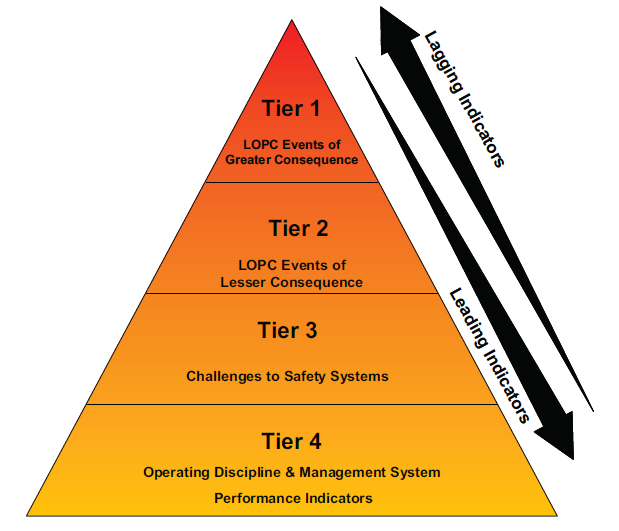 Tier 1
LOPC Events of
Greater Consequence
Tier 2
LOPC Events of
Lesser Consequence
Tier 3
Challenges to Safety Systems
Tier 4
Operating Discipline & Management System
Performance Indicators
Lagging Indicators
Leading Indicators